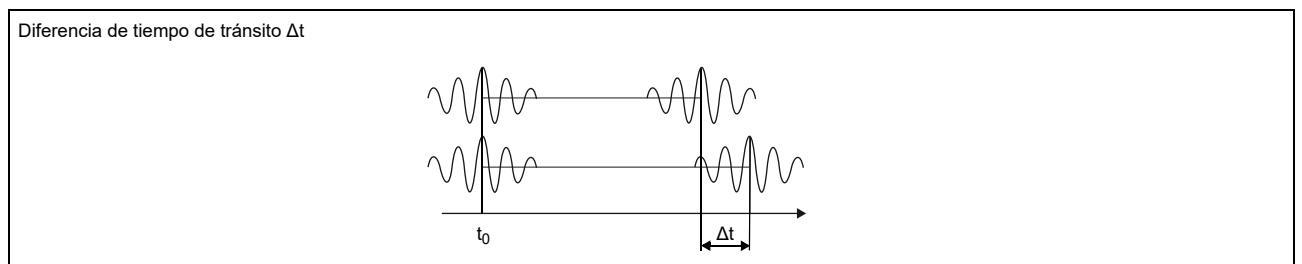 Diferencia de tiempo de tránsito Δt
t₀
Δt